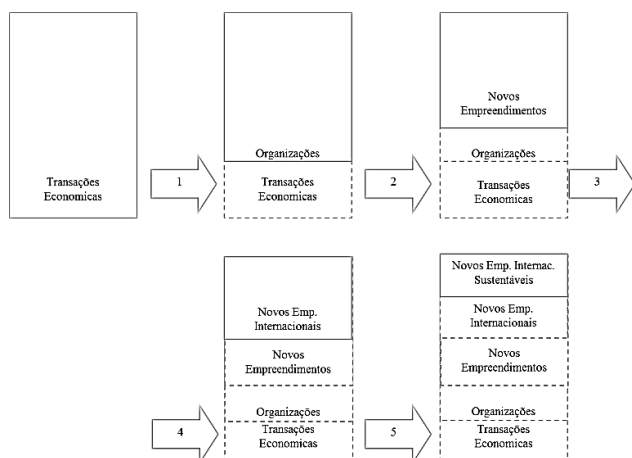 Transações
Economicas
1
Organizações
Transações
Economicas
2
Novos
Empreendimentos
Organizações
Transações
Economicas
3
4
Novos Emp.
Internacionais
Novos
Empreendimentos
Organizações
Transações
Economicas
5
Novos Emp. Internac.
Sustentáveis
Novos Emp.
Internacionais
Novos
Empreendimentos
Organizações
Transações
Economicas